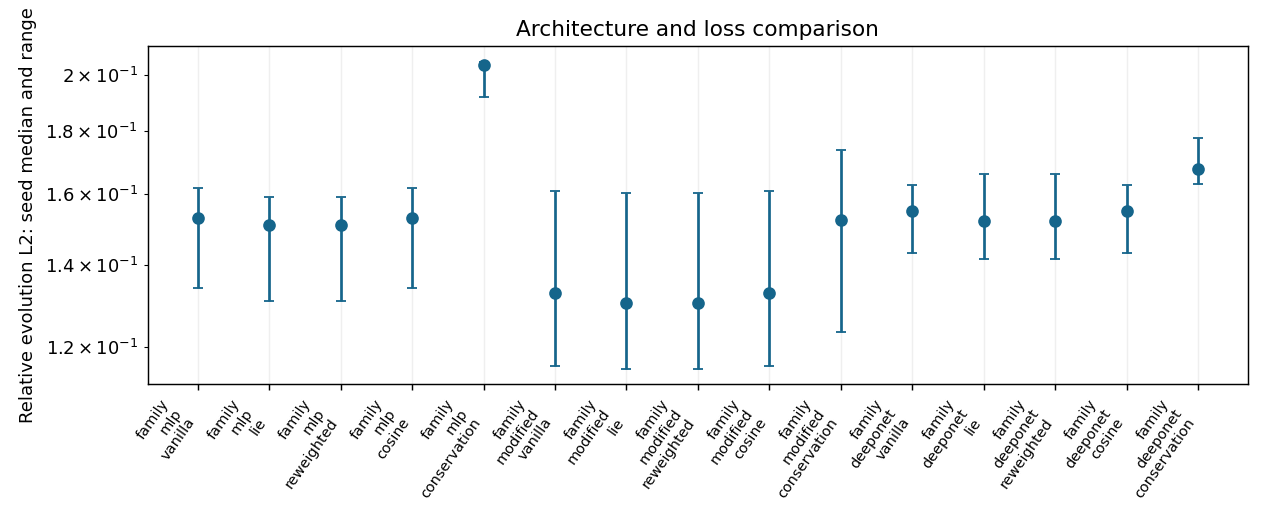 Architecture and loss comparison
Relative evolution L2: seed median and range
2 × 10⁻¹
1.8 × 10⁻¹
1.6 × 10⁻¹
1.4 × 10⁻¹
1.2 × 10⁻¹
family
mlp
vanilla
family
mlp
lie
family
mlp
reweighted
family
mlp
cosine
family
mlp
conservation
family
modified
vanilla
family
modified
lie
family
modified
reweighted
family
modified
cosine
family
modified
conservation
family
deeponet
vanilla
family
deeponet
lie
family
deeponet
reweighted
family
deeponet
cosine
family
deeponet
conservation